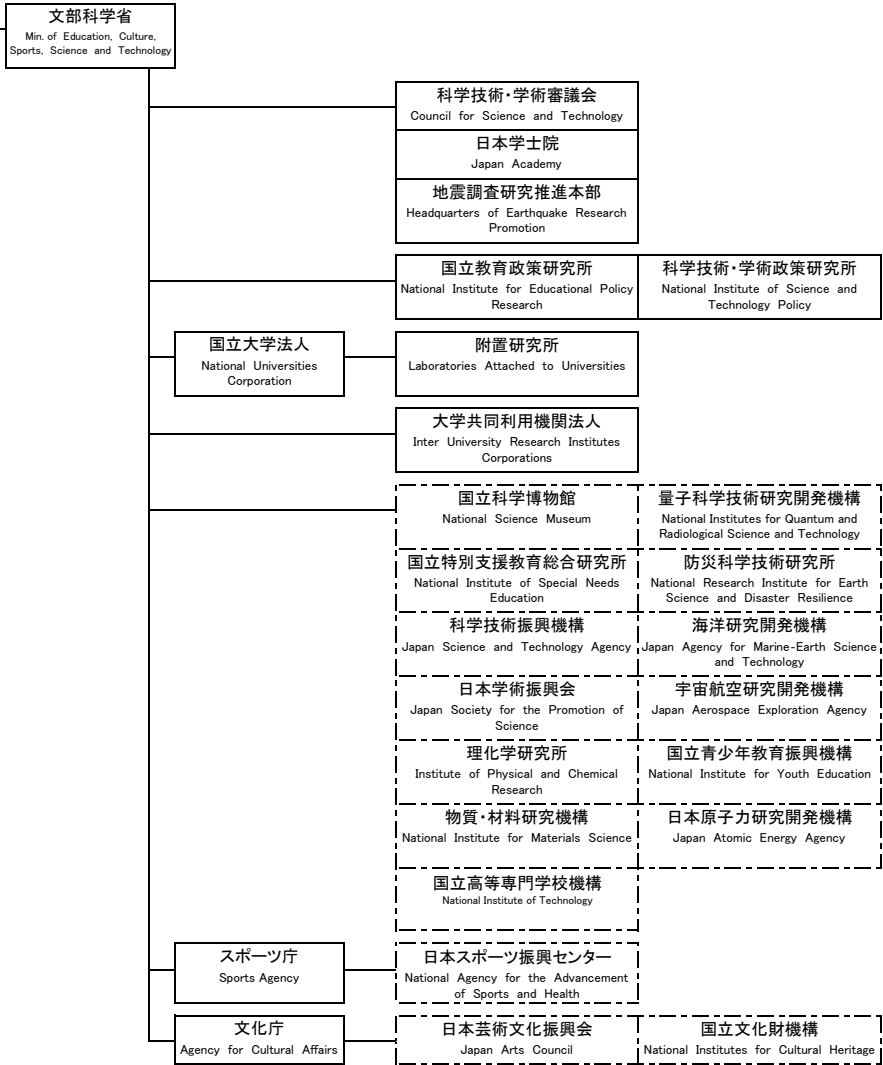 文部科学省
Min. of Education, Culture,
Sports, Science and Technology
科学技術・学術審議会
Council for Science and Technology
日本学士院
Japan Academy
地震調査研究推進本部
Headquarters of Earthquake Research
Promotion
国立教育政策研究所
National Institute for Educational Policy
Research
科学技術・学術政策研究所
National Institute of Science and
Technology Policy
国立大学法人
National Universities
Corporation
附置研究所
Laboratories Attached to Universities
大学共同利用機関法人
Inter University Research Institutes
Corporations
国立科学博物館
National Science Museum
量子科学技術研究開発機構
National Institutes for Quantum and
Radiological Science and Technology
国立特別支援教育総合研究所
National Institute of Special Needs
Education
防災科学技術研究所
National Research Institute for Earth
Science and Disaster Resilience
科学技術振興機構
Japan Science and Technology Agency
海洋研究開発機構
Japan Agency for Marine-Earth Science
and Technology
日本学術振興会
Japan Society for the Promotion of
Science
宇宙航空研究開発機構
Japan Aerospace Exploration Agency
理化学研究所
Institute of Physical and Chemical
Research
国立青少年教育振興機構
National Institute for Youth Education
物質・材料研究機構
National Institute for Materials Science
日本原子力研究開発機構
Japan Atomic Energy Agency
国立高等専門学校機構
National Institute of Technology
スポーツ庁
Sports Agency
日本スポーツ振興センター
National Agency for the Advancement
of Sports and Health
文化庁
Agency for Cultural Affairs
日本芸術文化振興会
Japan Arts Council
国立文化財機構
National Institutes for Cultural Heritage